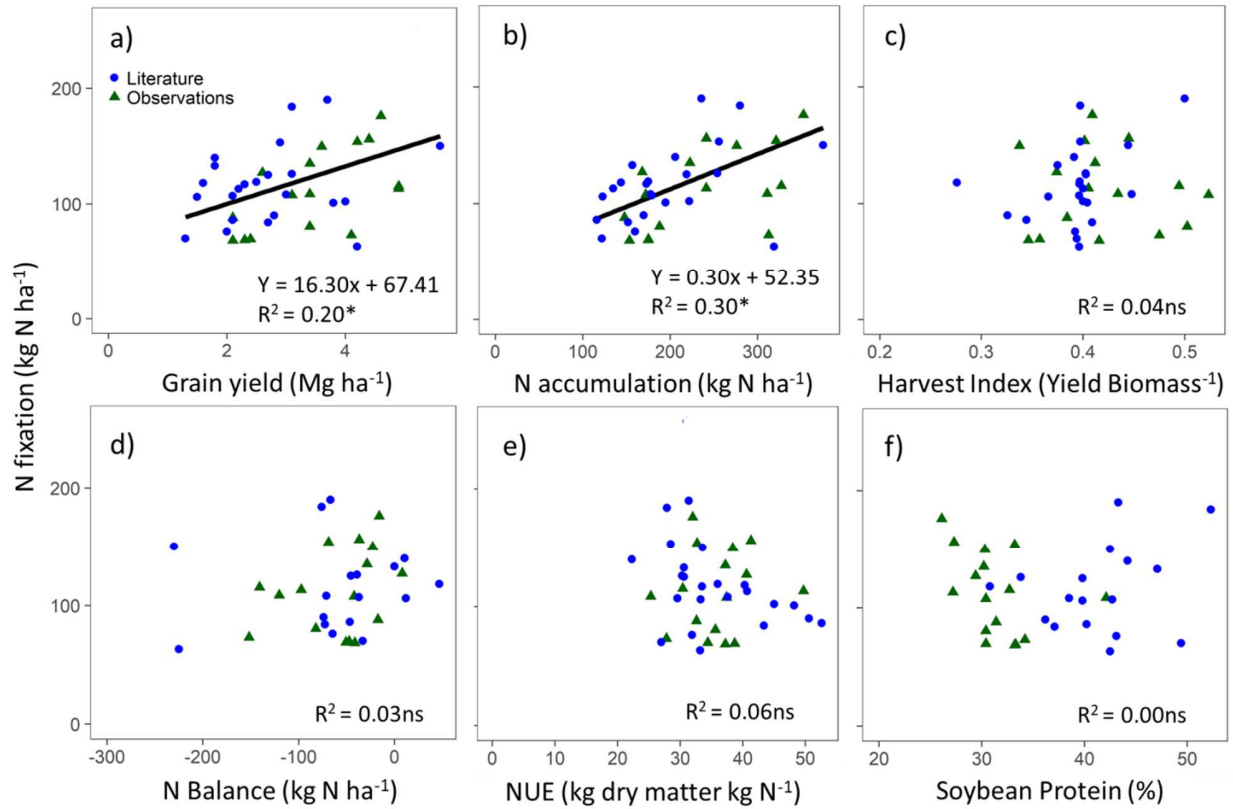 N fixation (kg N ha⁻¹)
a)
Literature
Observations
200
100
0
Y = 16.30x + 67.41
R² = 0.20*
0 2 4
Grain yield (Mg ha⁻¹)
b)
Y = 0.30x + 52.35
R² = 0.30*
0 100 200 300
N accumulation (kg N ha⁻¹)
c)
R² = 0.04ns
0.2 0.3 0.4 0.5
Harvest Index (Yield Biomass⁻¹)
d)
200
100
0
R² = 0.03ns
-300 -200 -100 0
N Balance (kg N ha⁻¹)
e)
R² = 0.06ns
0 10 20 30 40 50
NUE (kg dry matter kg N⁻¹)
f)
R² = 0.00ns
20 30 40 50
Soybean Protein (%)